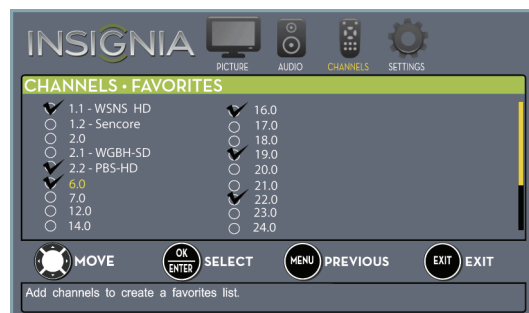 INSIGNIA
PICTURE AUDIO CHANNELS SETTINGS
CHANNELS • FAVORITES
1.1 - WSNS HD
1.2 - Sencore
2.0
2.1 - WGBH-SD
2.2 - PBS-HD
6.0
7.0
12.0
14.0
16.0
17.0
18.0
19.0
20.0
21.0
22.0
23.0
24.0
MOVE OK ENTER SELECT MENU PREVIOUS EXIT EXIT
Add channels to create a favorites list.